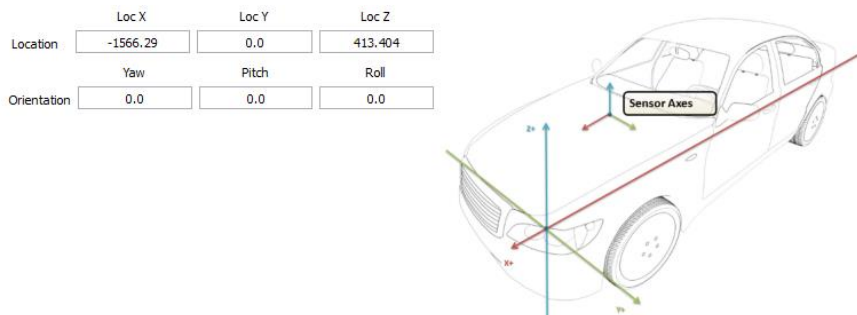 Loc X Loc Y Loc Z
Location -1566.29 0.0 413.404
Yaw Pitch Roll
Orientation 0.0 0.0 0.0
Sensor Axes
Z+
X+
Y+